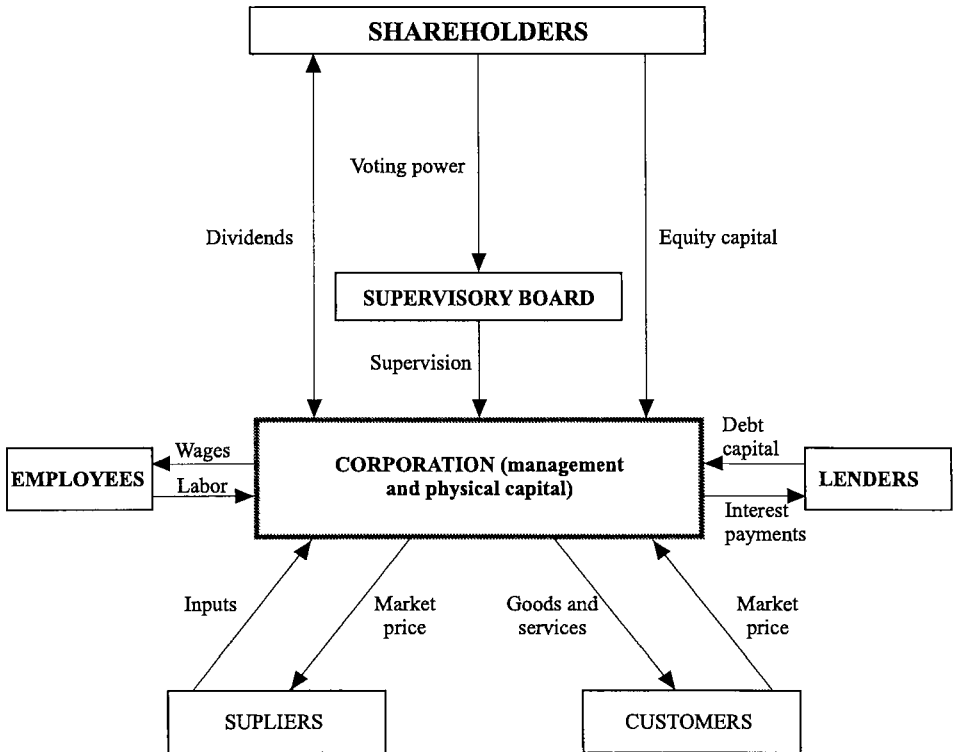 SHAREHOLDERS
Voting power
Dividends
Equity capital
SUPERVISORY BOARD
Supervision
EMPLOYEES
Wages
Labor
CORPORATION (management
and physical capital)
Debt
capital
Interest
payments
LENDERS
Inputs
Market
price
Goods and
services
Market
price
SUPLIERS
CUSTOMERS